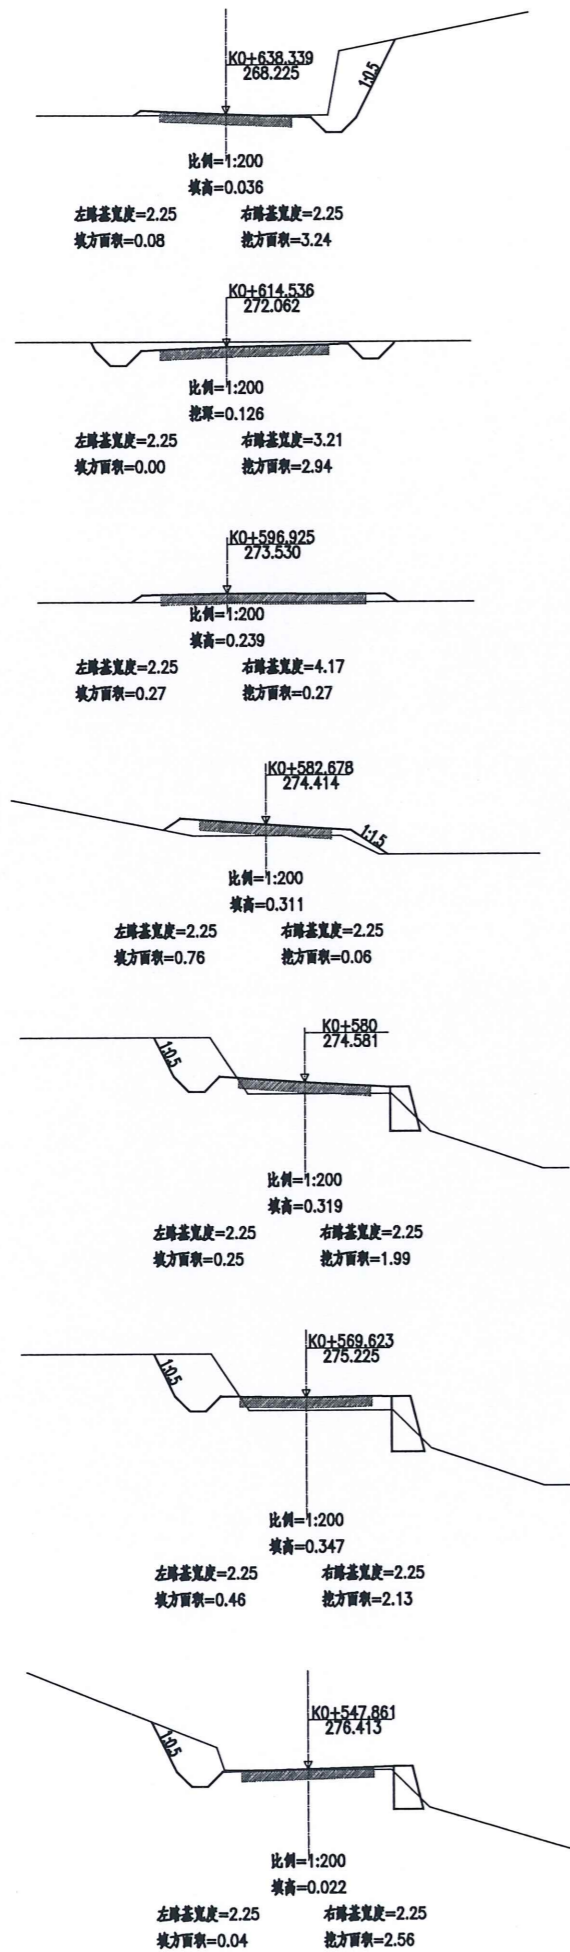 K0+638.339
268.225
1:0.5
比例=1:200
填高=0.036
左路基宽度=2.25 右路基宽度=2.25
填方面积=0.08 挖方面积=3.24
K0+614.536
272.062
比例=1:200
挖深=0.126
左路基宽度=2.25 右路基宽度=3.21
填方面积=0.00 挖方面积=2.94
K0+596.925
273.530
比例=1:200
填高=0.239
左路基宽度=2.25 右路基宽度=4.17
填方面积=0.27 挖方面积=0.27
K0+582.678
274.414
1:1.5
比例=1:200
填高=0.311
左路基宽度=2.25 右路基宽度=2.25
填方面积=0.76 挖方面积=0.06
K0+580
274.581
1:0.5
比例=1:200
填高=0.319
左路基宽度=2.25 右路基宽度=2.25
填方面积=0.25 挖方面积=1.99
K0+569.623
275.225
1:0.5
比例=1:200
填高=0.347
左路基宽度=2.25 右路基宽度=2.25
填方面积=0.46 挖方面积=2.13
K0+547.861
276.413
1:0.5
比例=1:200
填高=0.022
左路基宽度=2.25 右路基宽度=2.25
填方面积=0.04 挖方面积=2.56